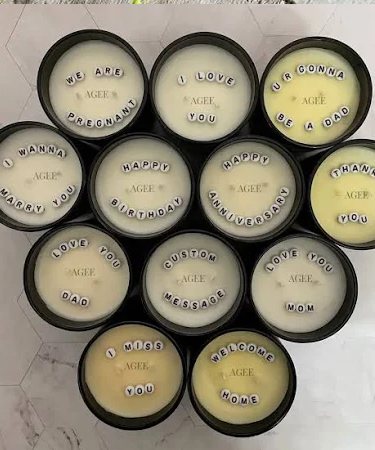 WE ARE
AGEE
PREGNANT
I LOVE
AGEE
YOU
U R GONNA
AGEE
BE A DAD
I WANNA
AGEE
MARRY YOU
HAPPY
AGEE
BIRTHDAY
HAPPY
AGEE
ANNIVERSARY
THANK
AGEE
YOU
LOVE YOU
AGEE
DAD
CUSTOM
AGEE
MESSAGE
LOVE YOU
AGEE
MOM
I MISS
AGEE
YOU
WELCOME
AGEE
HOME